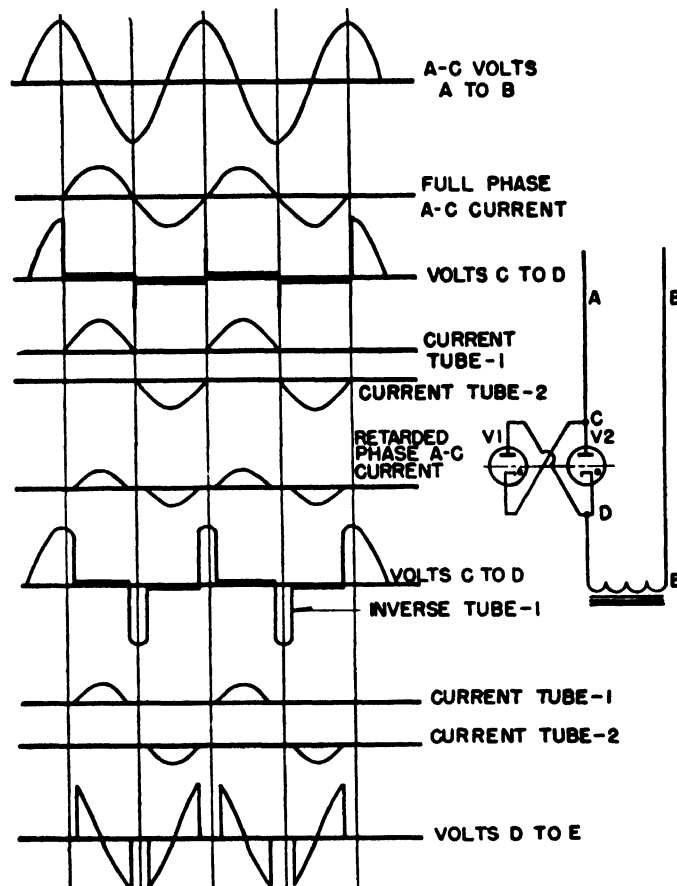 A-C VOLTS
A TO B
FULL PHASE
A-C CURRENT
VOLTS C TO D
CURRENT
TUBE-1
CURRENT TUBE-2
RETARDED
PHASE A-C
CURRENT
VOLTS C TO D
INVERSE TUBE-1
CURRENT TUBE-1
CURRENT TUBE-2
VOLTS D TO E
A
C
V1
V2
D